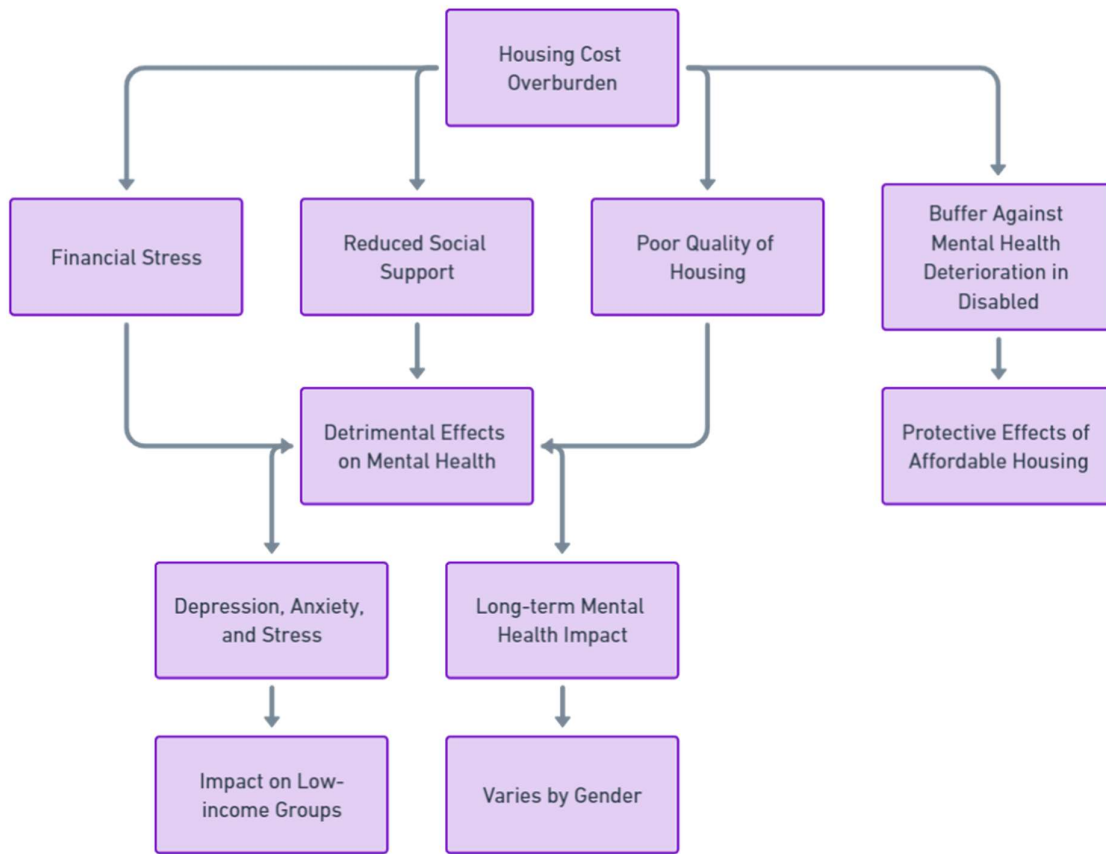 Housing Cost
Overburden
Financial Stress
Reduced Social
Support
Poor Quality of
Housing
Buffer Against
Mental Health
Deterioration in
Disabled
Detrimental Effects
on Mental Health
Protective Effects of
Affordable Housing
Depression, Anxiety,
and Stress
Long-term Mental
Health Impact
Impact on Low-
income Groups
Varies by Gender